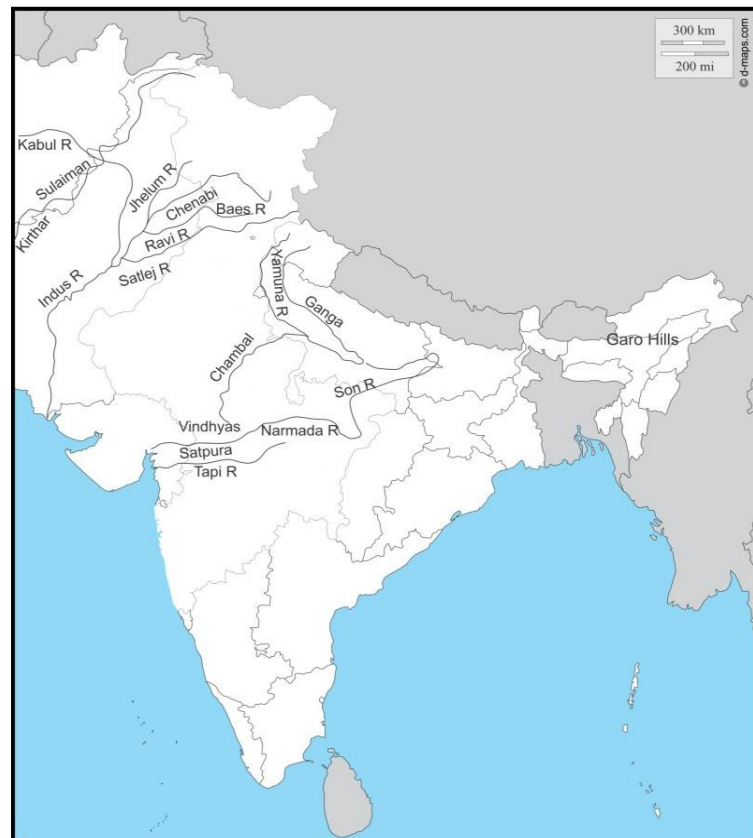 300 km
200 mi
© d-maps.com
Kabul R
Sulaiman
Kirthar
Jhelum R
Chenabi
Baes R
Ravi R
Satlej R
Indus R
Yamuna R
Ganga
Chambal
Garo Hills
Son R
Vindhyas
Narmada R
Satpura
Tapi R